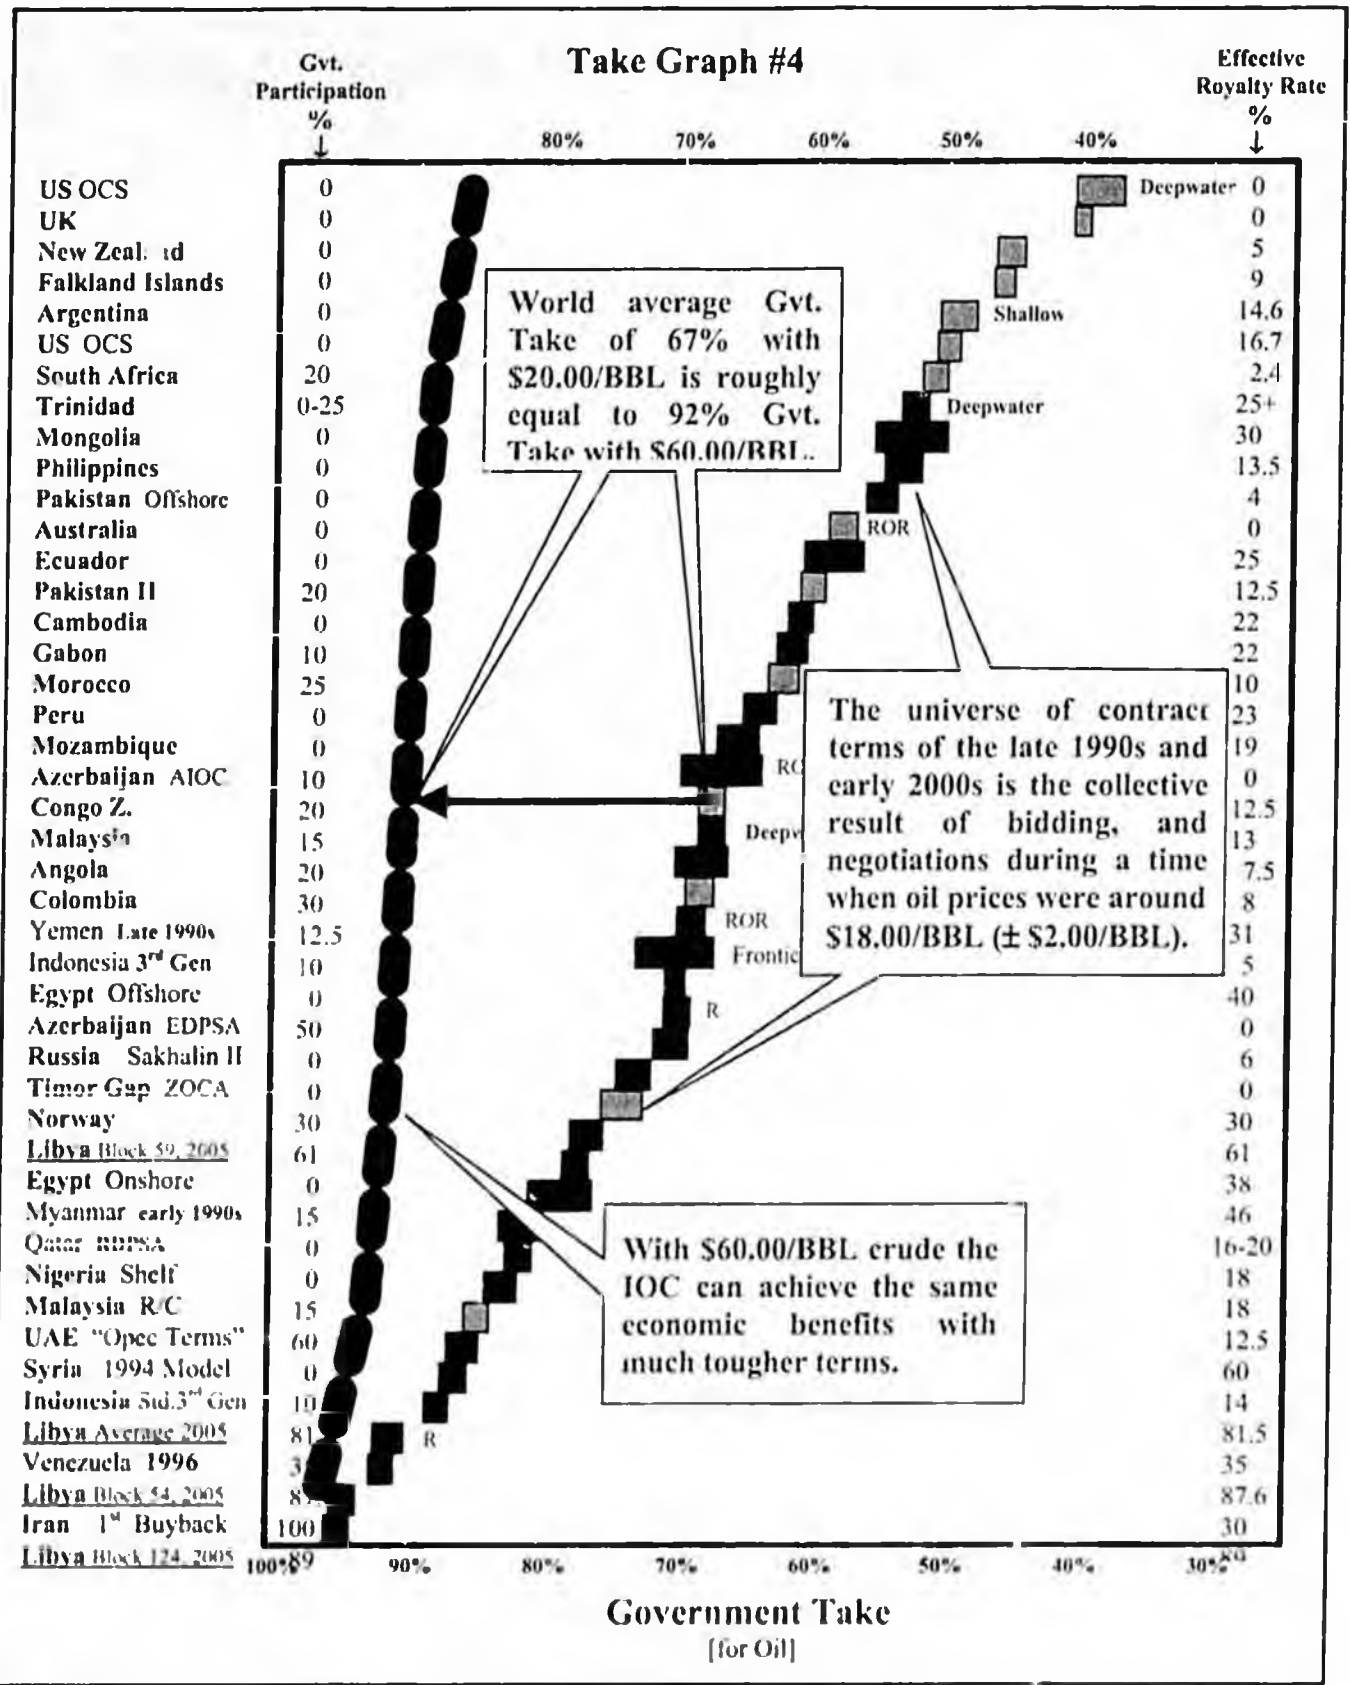 Take Graph #4
Gvt.
Participation
%
↓
Effective
Royalty Rate
%
↓
80% 70% 60% 50% 40%
US OCS 0 Deepwater 0
UK 0 0
New Zeal 0 5
Falkland Islands 0 9
Argentina 0 Shallow 14.6
US OCS 0 16.7
South Africa 20 2.4
Trinidad 0-25 Deepwater 25+
Mongolia 0 30
Philippines 0 13.5
Pakistan Offshore 0 4
Australia 0 ROR 0
Ecuador 0 25
Pakistan II 20 12.5
Cambodia 0 22
Gabon 10 22
Morocco 25 10
Peru 0 23
Mozambique 0 19
Azerbaijan AIOC 10 RO 0
Congo Z. 20 12.5
Malaysia 15 Deepw 13
Angola 20 7.5
Colombia 30 8
Yemen Late 1990s 12.5 ROR 31
Indonesia 3rd Gen 10 Frontie 5
Egypt Offshore 0 40
Azerbaijan EDPSA 50 R 0
Russia Sakhalin II 0 6
Timor Gap ZOCA 0 0
Norway 30 30
Libya Block 59, 2005 61 61
Egypt Onshore 0 38
Myanmar early 1990s 15 46
Qatar 0 16-20
Nigeria Shelf 0 18
Malaysia R/C 15 18
UAE "Opec Terms" 60 12.5
Syria 1994 Model 0 60
Indonesia Std.3rd Gen 10 14
Libya Average 2005 81 R 81.5
Venezuela 1996 35
Libya Block 54, 2005 87.6
Iran 1st Buyback 100 30
Libya Block 124, 2005 89
World average Gvt.
Take of 67% with
$20.00/BBL is roughly
equal to 92% Gvt.
Take with $60.00/BBL.
The universe of contract
terms of the late 1990s and
early 2000s is the collective
result of bidding, and
negotiations during a time
when oil prices were around
$18.00/BBL (± $2.00/BBL).
With $60.00/BBL crude the
IOC can achieve the same
economic benefits with
much tougher terms.
100% 90% 80% 70% 60% 50% 40% 30%
Government Take
[for Oil]